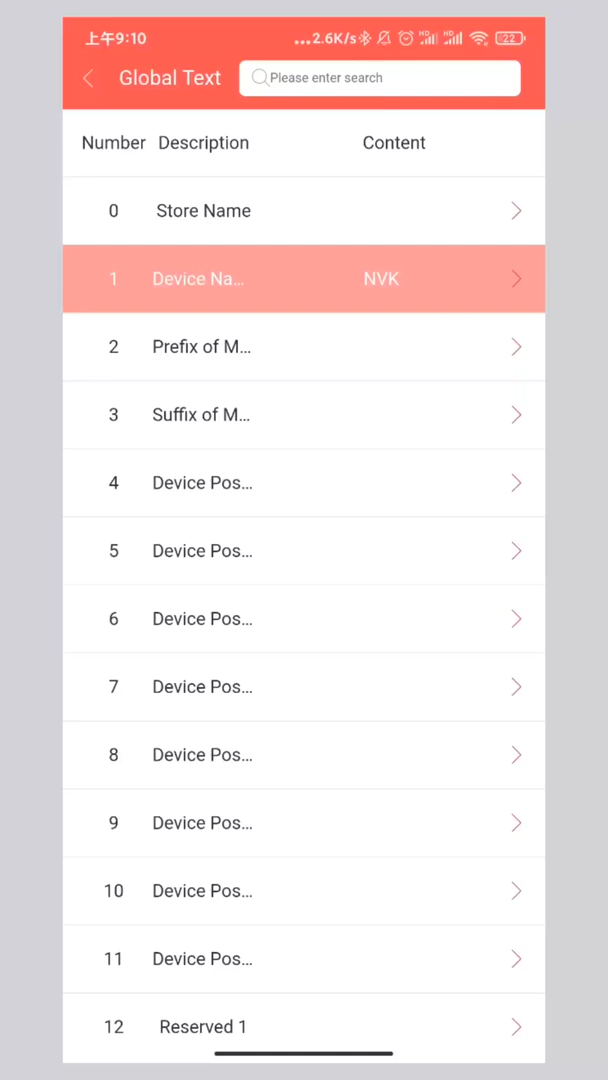 上午9:10 ...2.6K/s HD HD 22
Global Text Please enter search
Number Description Content
0 Store Name
1 Device Na... NVK
2 Prefix of M...
3 Suffix of M...
4 Device Pos...
5 Device Pos...
6 Device Pos...
7 Device Pos...
8 Device Pos...
9 Device Pos...
10 Device Pos...
11 Device Pos...
12 Reserved 1